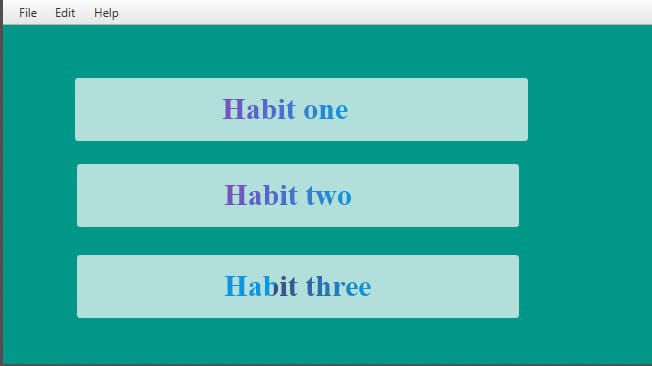 File Edit Help
Habit one
Habit two
Habit three